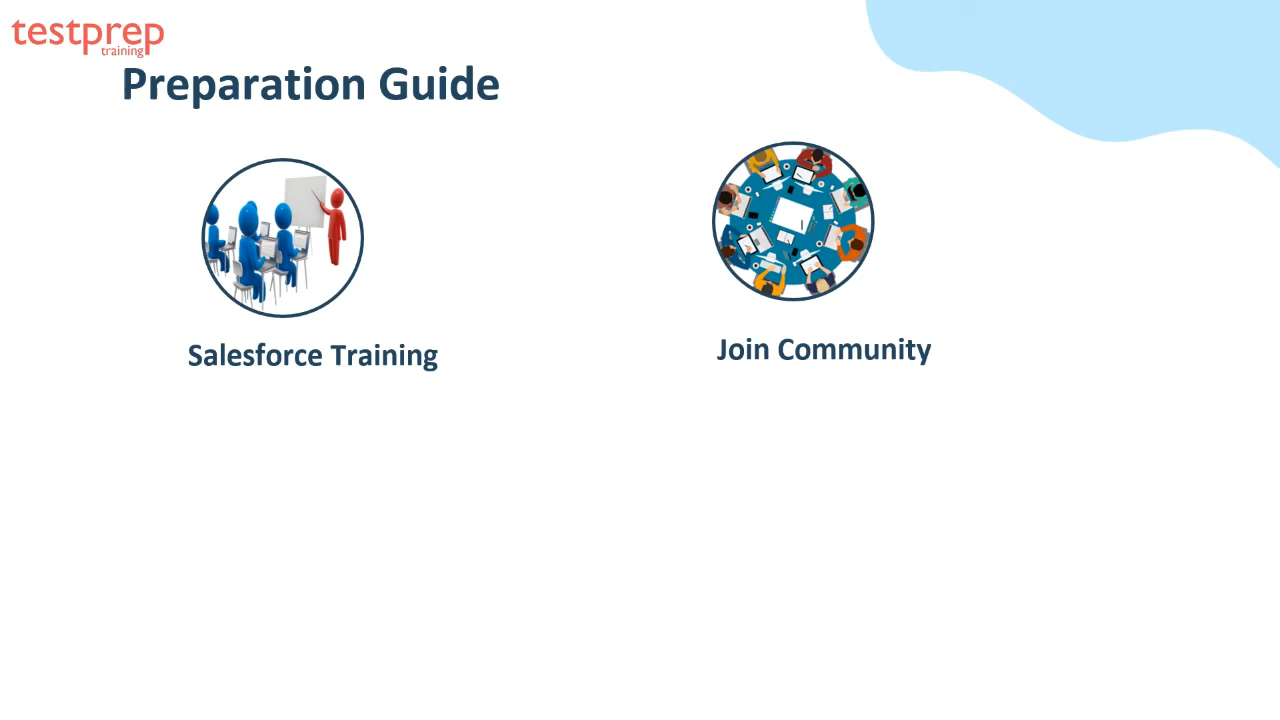 testprep
training
Preparation Guide
Salesforce Training
Join Community